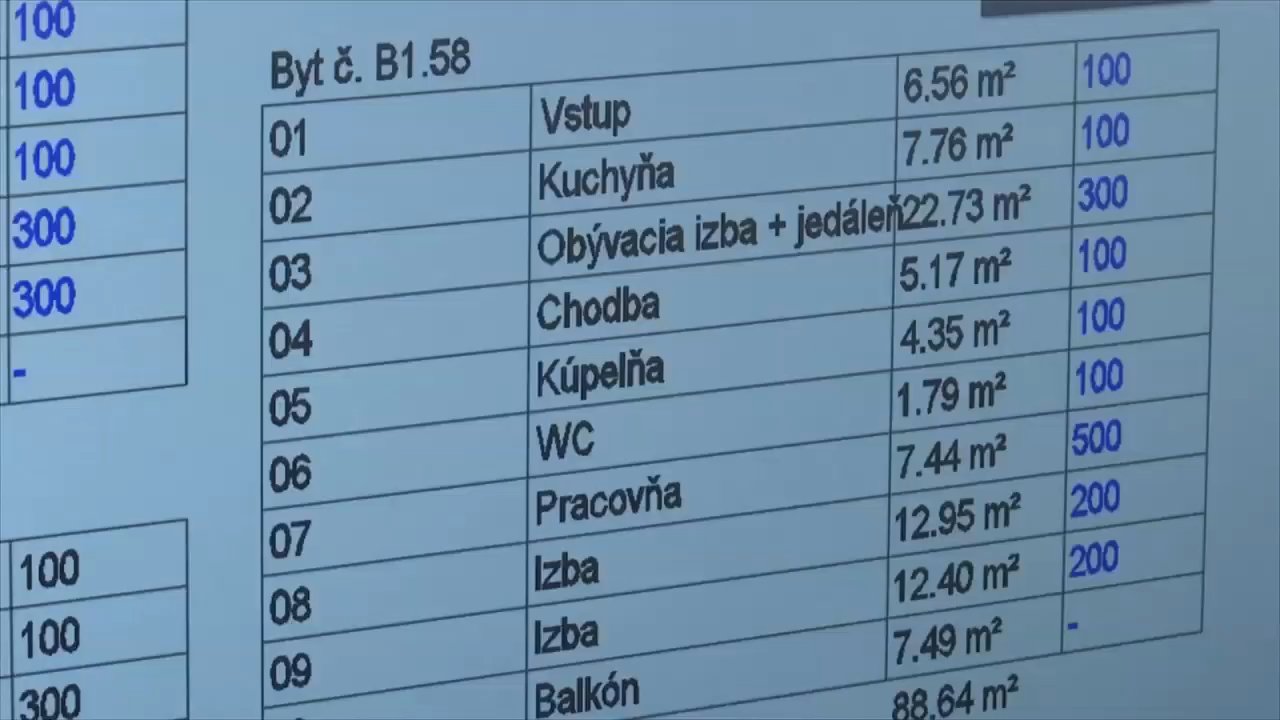 100
100
100
300
300
-
100
100
300
Byt č. B1.58
01 Vstup 6.56 m² 100
02 Kuchyňa 7.76 m² 100
03 Obývacia izba + jedáleň 22.73 m² 300
04 Chodba 5.17 m² 100
05 Kúpelňa 4.35 m² 100
06 WC 1.79 m² 100
07 Pracovňa 7.44 m² 500
08 Izba 12.95 m² 200
09 Izba 12.40 m² 200
Balkón 7.49 m² -
88.64 m²